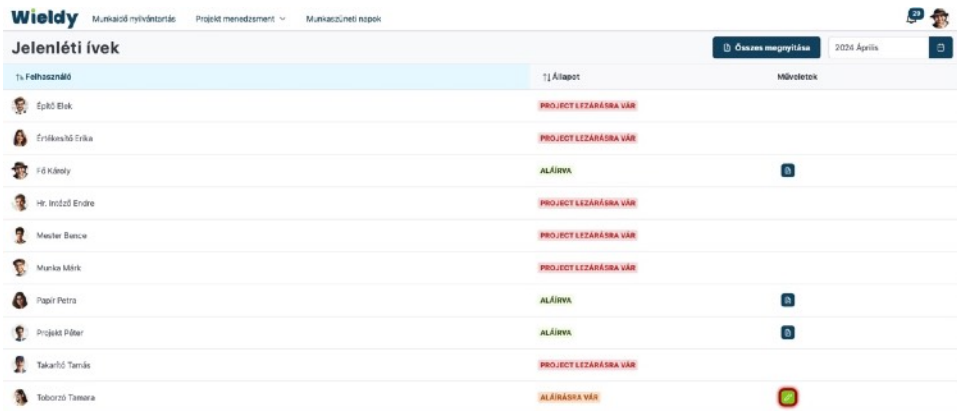 Wieldy Munkaidő nyilvántartás Projekt menedzsment Munkaszüneti napok 29
Jelenléti ívek Összes megnyitása 2024 Április
Felhasználó Állapot Műveletek
Építő Elek PROJECT LEZÁRÁSRA VÁR
Értékesítő Erika PROJECT LEZÁRÁSRA VÁR
Fő Károly ALÁÍRVA
Hr. Intéző Endre PROJECT LEZÁRÁSRA VÁR
Mester Bence PROJECT LEZÁRÁSRA VÁR
Munka Márk PROJECT LEZÁRÁSRA VÁR
Papír Petra ALÁÍRVA
Projekt Péter ALÁÍRVA
Takarító Tamás PROJECT LEZÁRÁSRA VÁR
Toborzó Tamara ALÁÍRÁSRA VÁR